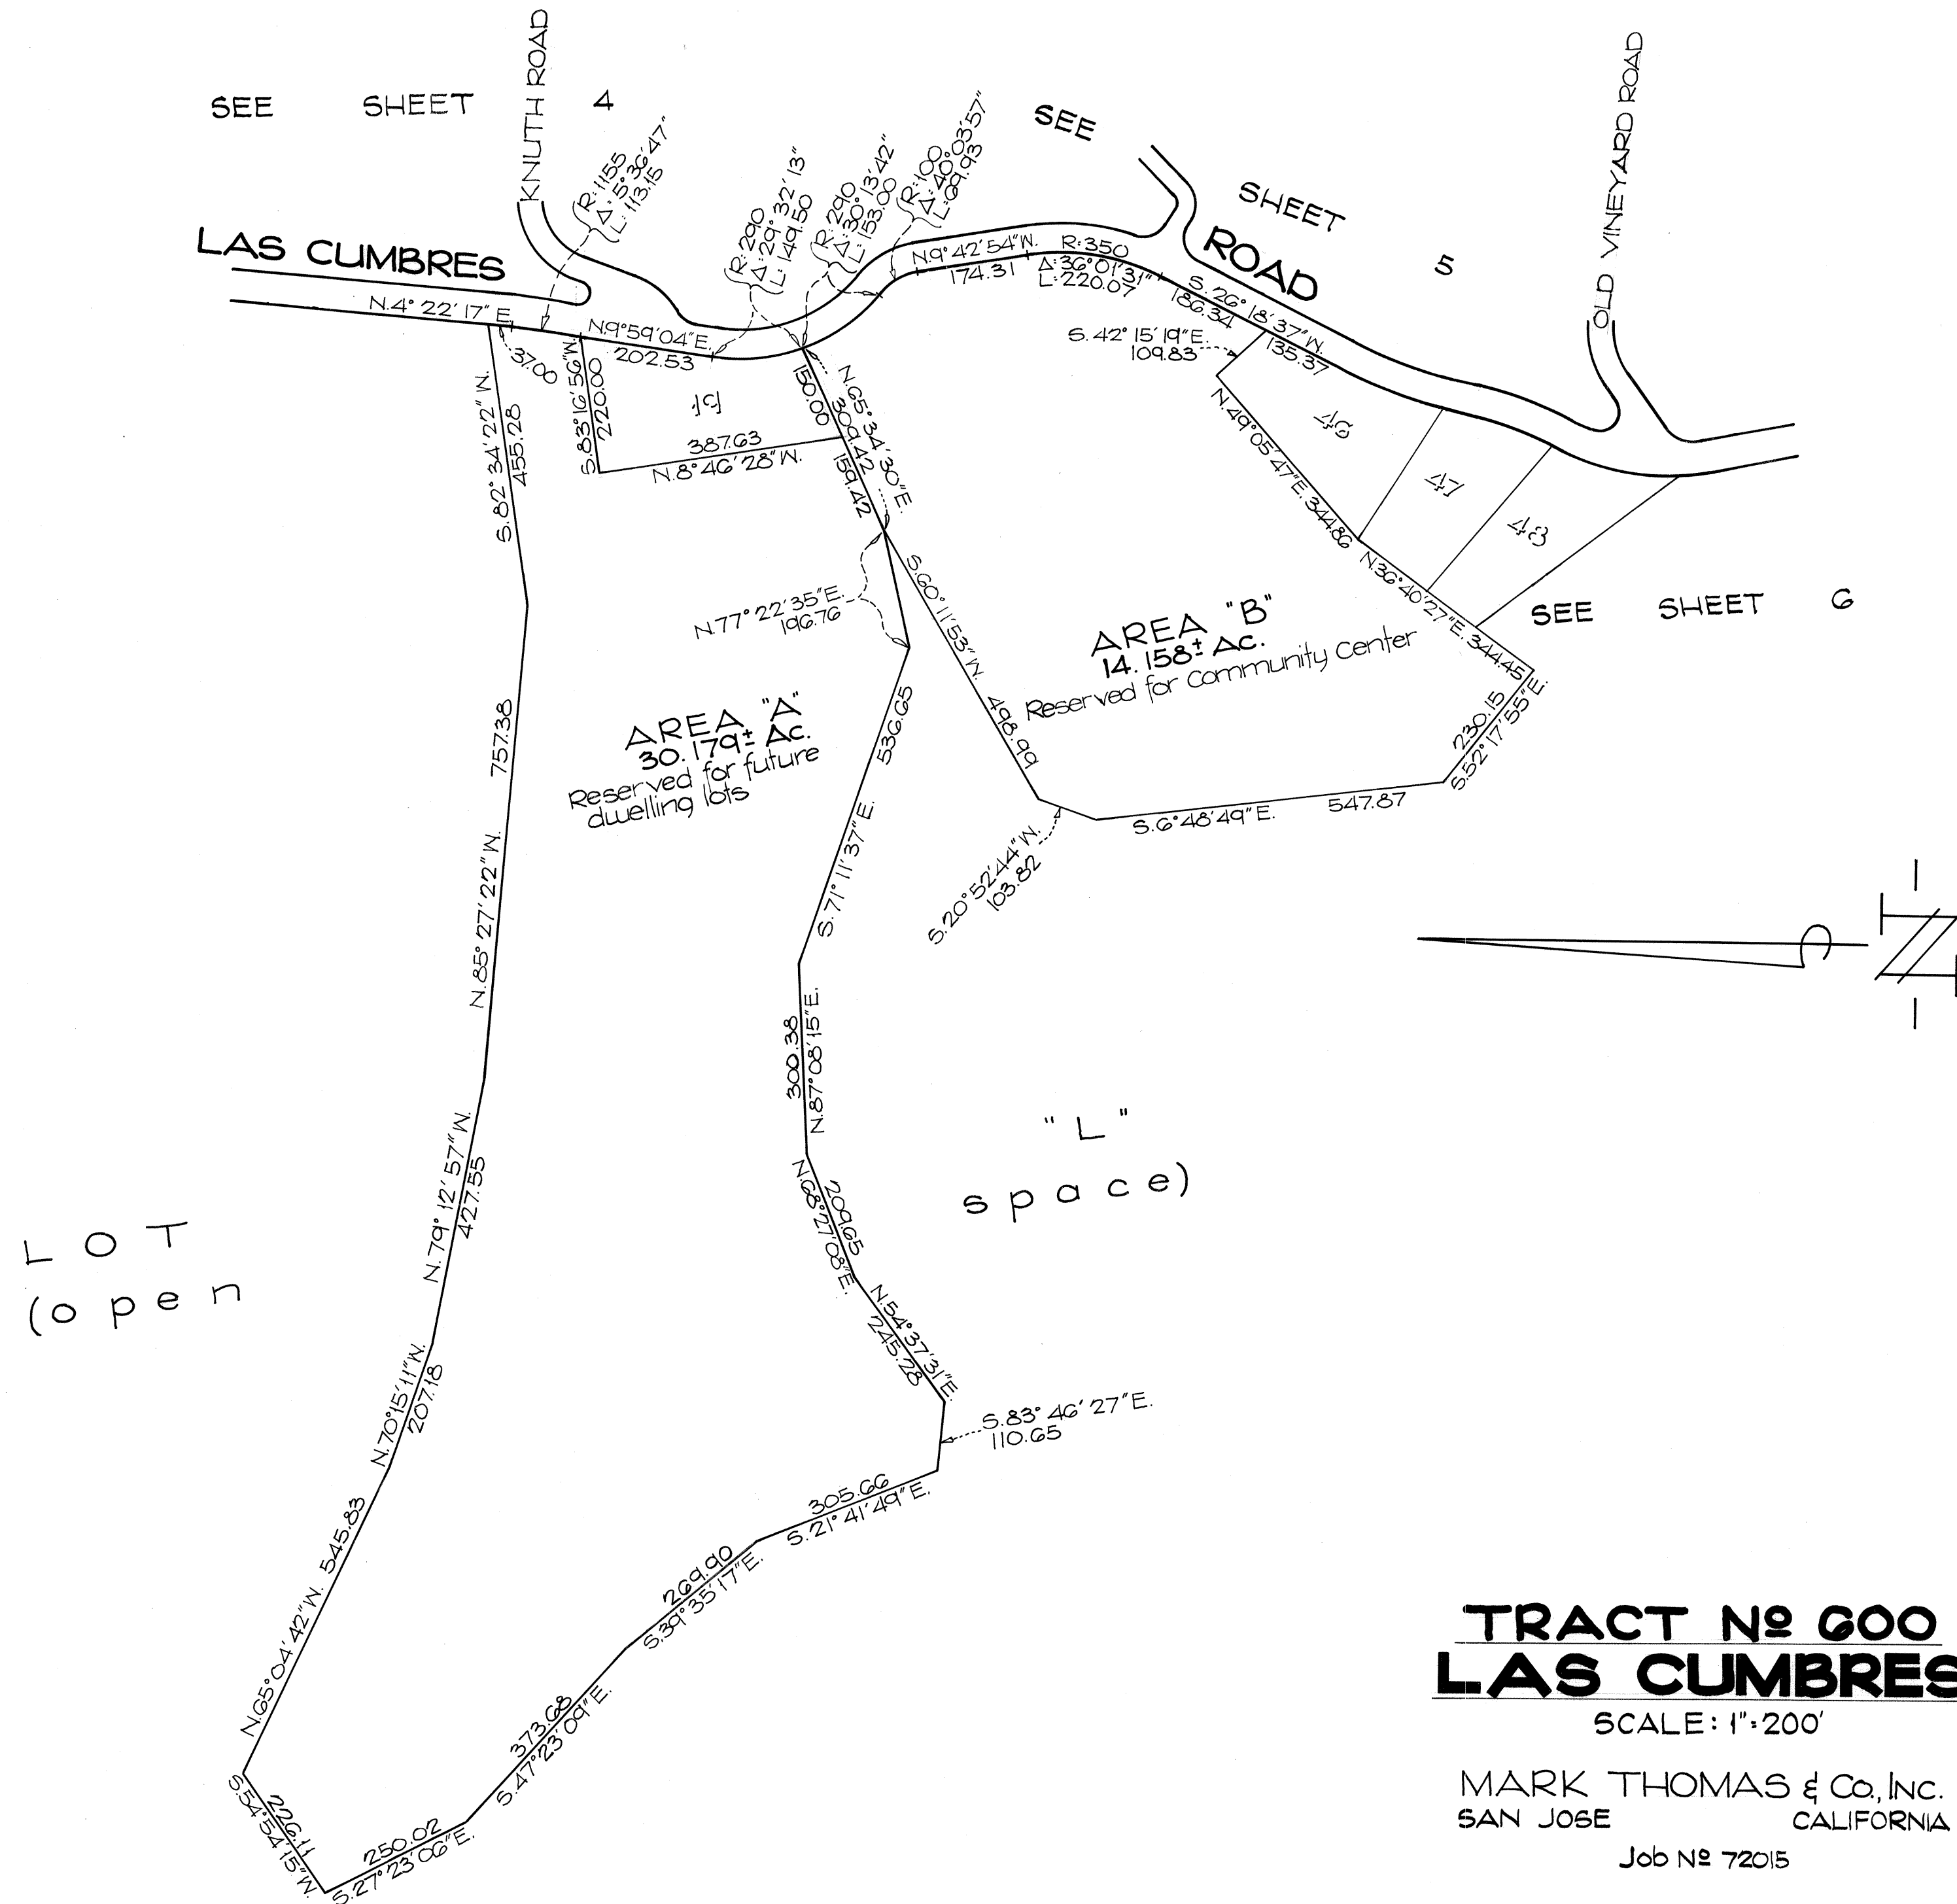 SEE SHEET 4
KNUTH ROAD
SEE SHEET 5
OLD VINEYARD ROAD
LAS CUMBRES
ROAD
R:1155
Δ:5°36'47"
L:113.15
R:290
Δ:29°32'13"
L:149.50
R:290
Δ:30°13'42"
L:153.00
R:100
Δ:40°03'57"
L:69.93
N.9°42'54"W.
174.31
R:350
Δ:36°01'31"
L:220.07
S.26°18'37"W.
186.34
135.37
N.4°22'17"E.
37.00
N.9°59'04"E.
202.53
S.83°16'56"W.
220.00
387.63
N.8°46'28"W.
150.00
N.65°34'30"E.
309.42
159.42
S.42°15'19"E.
109.83
N.49°05'47"E. 344.86
46
47
48
N.36°40'27"E. 344.45
SEE SHEET 6
S.82°34'22"W.
455.28
N.77°22'35"E.
196.76
S.60°11'53"W. 498.99
AREA "B"
14.158± AC.
Reserved for Community Center
230.15
S.52°17'55"E.
S.6°48'49"E. 547.87
S.20°52'44"W.
103.82
AREA "A"
30.179± AC.
Reserved for future
dwelling lots
N.85°27'22"W. 757.38
S.71°11'37"E. 536.65
300.38
N.87°08'15"E.
N.79°12'57"W.
427.55
209.65
N.68°27'08"E.
N.54°37'31"E.
245.28
LOT "L"
(open space)
N.70°15'11"W.
207.18
S.83°46'27"E.
110.65
305.66
S.21°41'49"E.
269.90
S.39°35'17"E.
N.65°04'42"W. 545.83
373.68
S.47°23'09"E.
226.11
S.54°54'15"W.
250.02
S.27°23'06"E.
N
TRACT Nº 600
LAS CUMBRES
SCALE: 1"=200'
MARK THOMAS & Co., INC.
SAN JOSE CALIFORNIA
Job Nº 72015